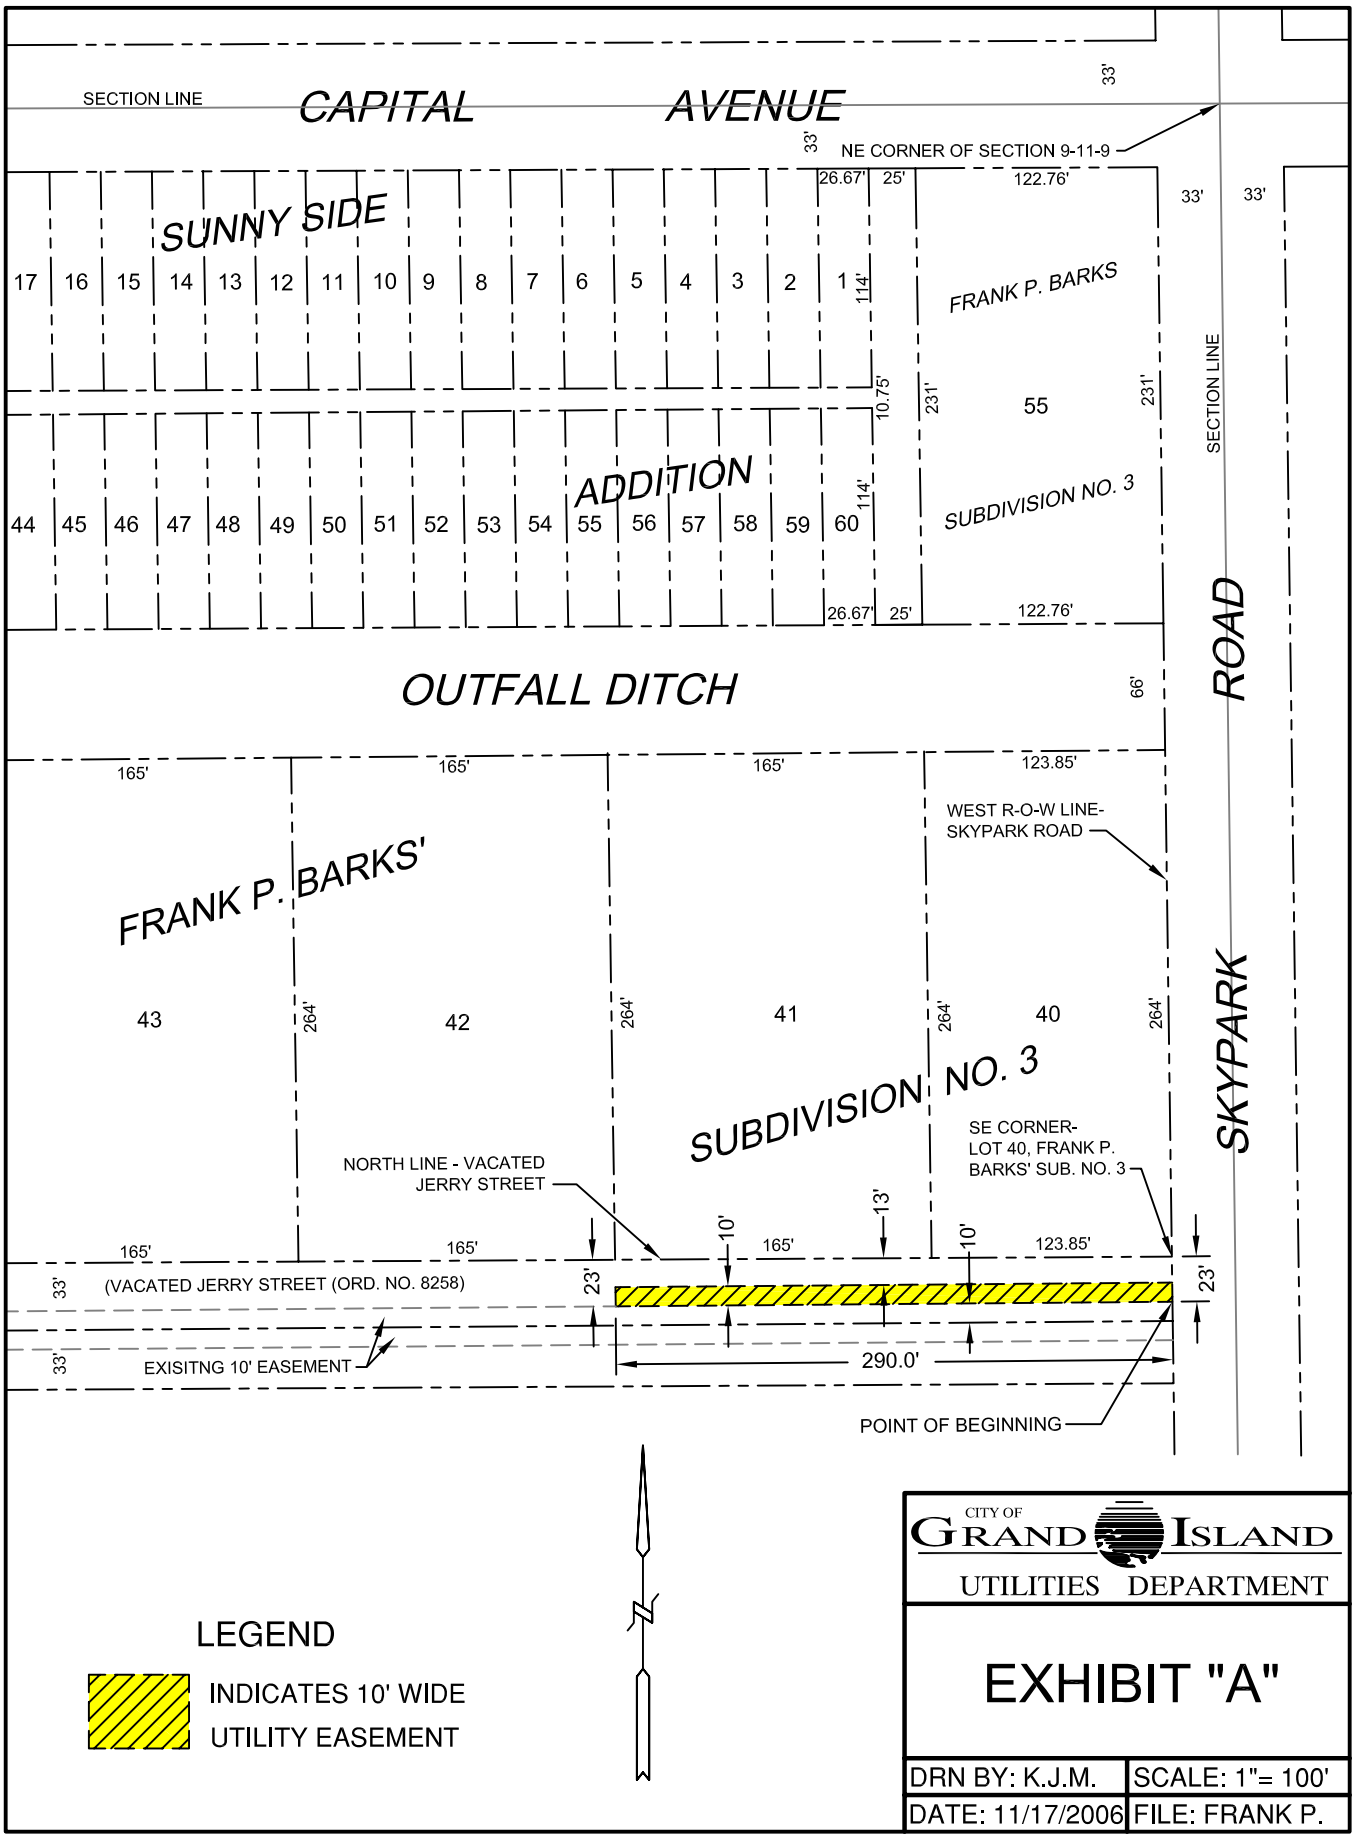 33'
SECTION LINE
CAPITAL AVENUE
33'
NE CORNER OF SECTION 9-11-9
26.67' 25' 122.76'
33' 33'
SUNNY SIDE
17 16 15 14 13 12 11 10 9 8 7 6 5 4 3 2 1
114'
FRANK P. BARKS
SECTION LINE
10.75'
231'
231'
55
ADDITION
114'
SUBDIVISION NO. 3
44 45 46 47 48 49 50 51 52 53 54 55 56 57 58 59 60
26.67' 25' 122.76'
ROAD
OUTFALL DITCH
66'
165' 165' 165' 123.85'
WEST R-O-W LINE-
SKYPARK ROAD
FRANK P. BARKS'
43 264' 42 264' 41 264' 40 264'
SKYPARK
SUBDIVISION NO. 3
SE CORNER-
LOT 40, FRANK P.
BARKS' SUB. NO. 3
NORTH LINE - VACATED
JERRY STREET
10' 13' 10'
165' 165' 165' 123.85'
33'
(VACATED JERRY STREET (ORD. NO. 8258)
23'
23'
33'
EXISITNG 10' EASEMENT
290.0'
POINT OF BEGINNING
CITY OF
GRAND ISLAND
UTILITIES DEPARTMENT
LEGEND
INDICATES 10' WIDE
UTILITY EASEMENT
EXHIBIT "A"
DRN BY: K.J.M. SCALE: 1"= 100'
DATE: 11/17/2006 FILE: FRANK P.